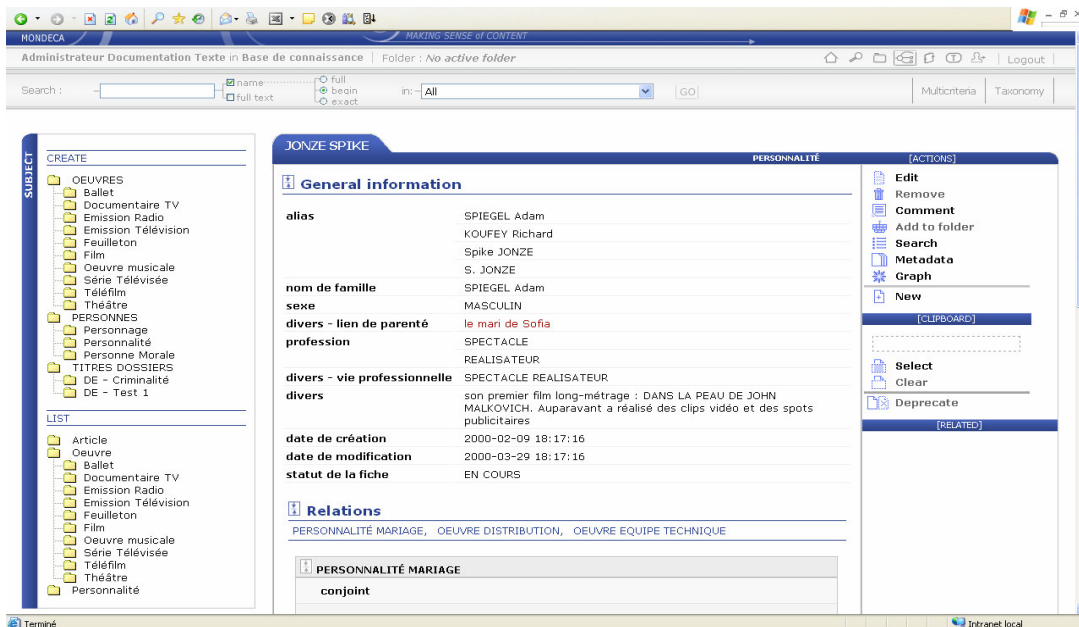 MONDECA
MAKING SENSE of CONTENT
Administrateur Documentation Texte in Base de connaissance | Folder : No active folder
Logout
Search :
name
full text
full
begin
exact
in:
All
GO
Multicriteria
Taxonomy
SUBJECT
CREATE
OEUVRES
Ballet
Documentaire TV
Emission Radio
Emission Télévision
Feuilleton
Film
Oeuvre musicale
Série Télévisée
Téléfilm
Théâtre
PERSONNES
Personnage
Personnalité
Personne Morale
TITRES DOSSIERS
DE - Criminalité
DE - Test 1
LIST
Article
Oeuvre
Ballet
Documentaire TV
Emission Radio
Emission Télévision
Feuilleton
Film
Oeuvre musicale
Série Télévisée
Téléfilm
Théâtre
Personnalité
JONZE SPIKE
PERSONNALITÉ
General information
alias SPIEGEL Adam
KOUFEY Richard
Spike JONZE
S. JONZE
nom de famille SPIEGEL Adam
sexe MASCULIN
divers - lien de parenté le mari de Sofia
profession SPECTACLE
REALISATEUR
divers - vie professionnelle SPECTACLE REALISATEUR
divers son premier film long-métrage : DANS LA PEAU DE JOHN
MALKOVICH. Auparavant a réalisé des clips vidéo et des spots
publicitaires
date de création 2000-02-09 18:17:16
date de modification 2000-03-29 18:17:16
statut de la fiche EN COURS
Relations
PERSONNALITÉ MARIAGE, OEUVRE DISTRIBUTION, OEUVRE EQUIPE TECHNIQUE
PERSONNALITÉ MARIAGE
conjoint
[ACTIONS]
Edit
Remove
Comment
Add to folder
Search
Metadata
Graph
New
[CLIPBOARD]
Select
Clear
Deprecate
[RELATED]
Terminé
Intranet local